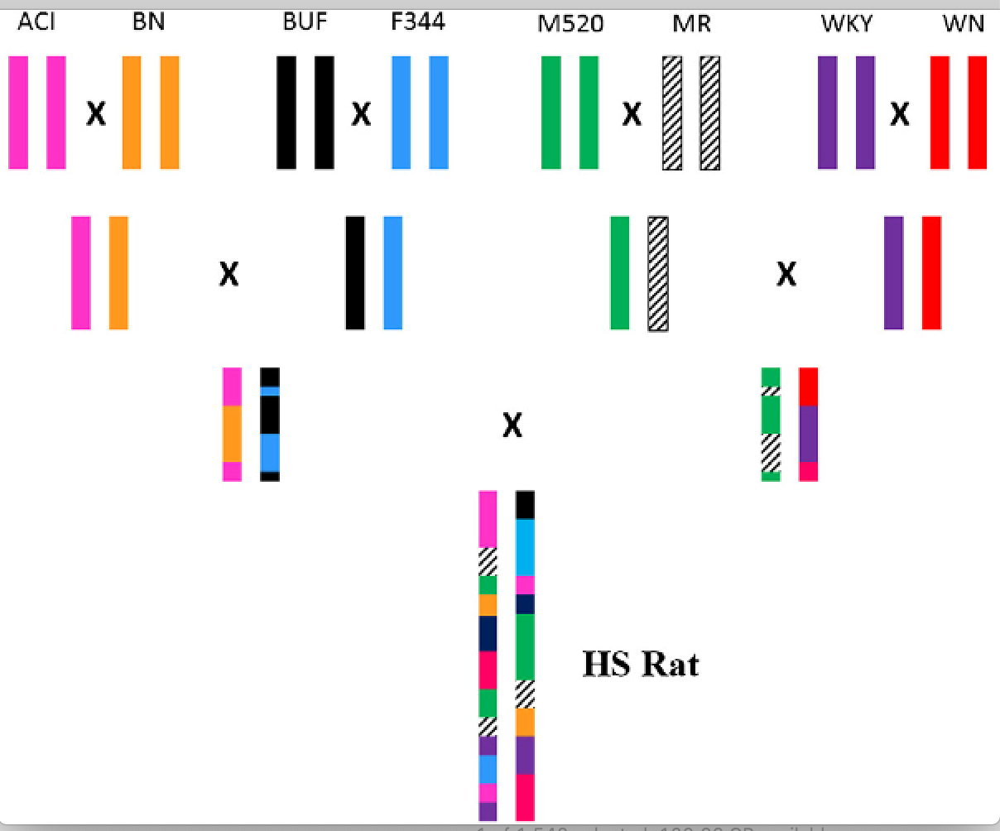 ACI BN BUF F344 M520 MR WKY WN
X X X X
X X
X
HS Rat